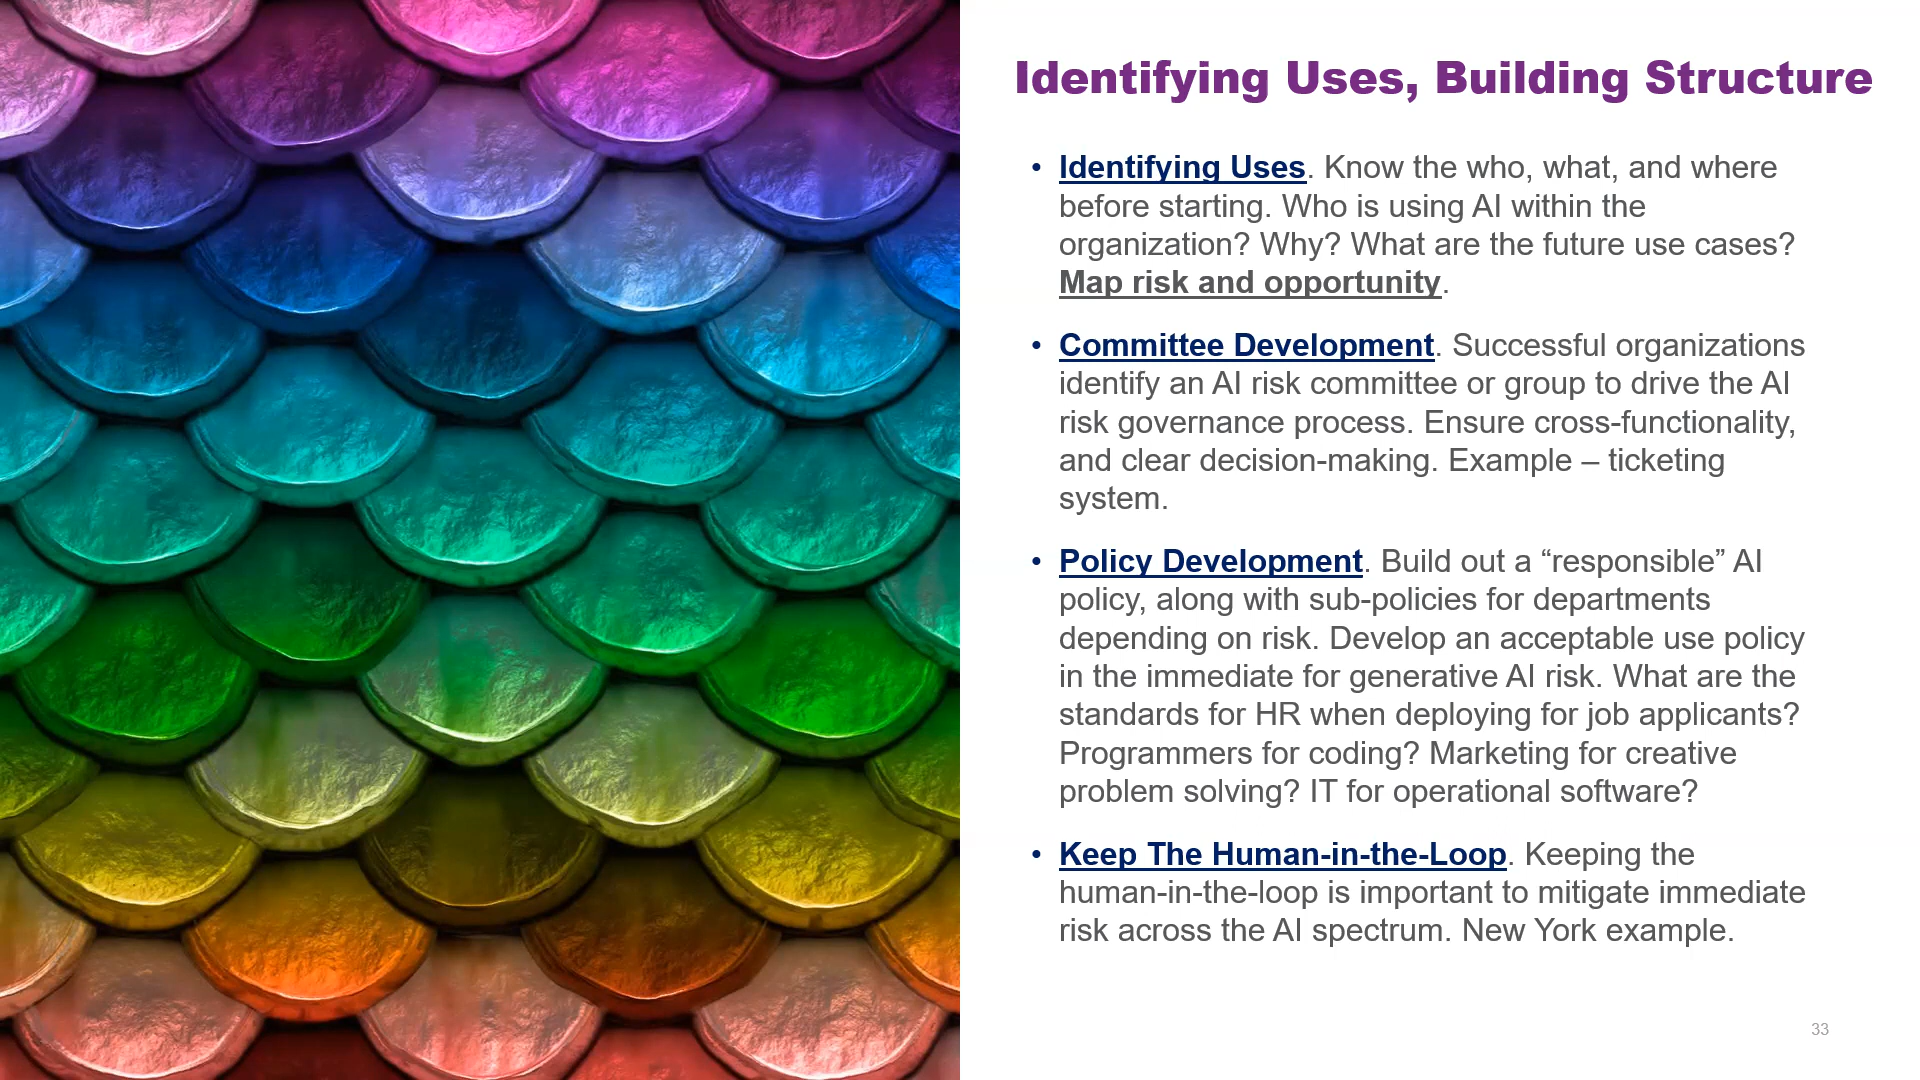 Identifying Uses, Building Structure
• Identifying Uses. Know the who, what, and where
before starting. Who is using AI within the
organization? Why? What are the future use cases?
Map risk and opportunity.
• Committee Development. Successful organizations
identify an AI risk committee or group to drive the AI
risk governance process. Ensure cross-functionality,
and clear decision-making. Example – ticketing
system.
• Policy Development. Build out a “responsible” AI
policy, along with sub-policies for departments
depending on risk. Develop an acceptable use policy
in the immediate for generative AI risk. What are the
standards for HR when deploying for job applicants?
Programmers for coding? Marketing for creative
problem solving? IT for operational software?
• Keep The Human-in-the-Loop. Keeping the
human-in-the-loop is important to mitigate immediate
risk across the AI spectrum. New York example.
33